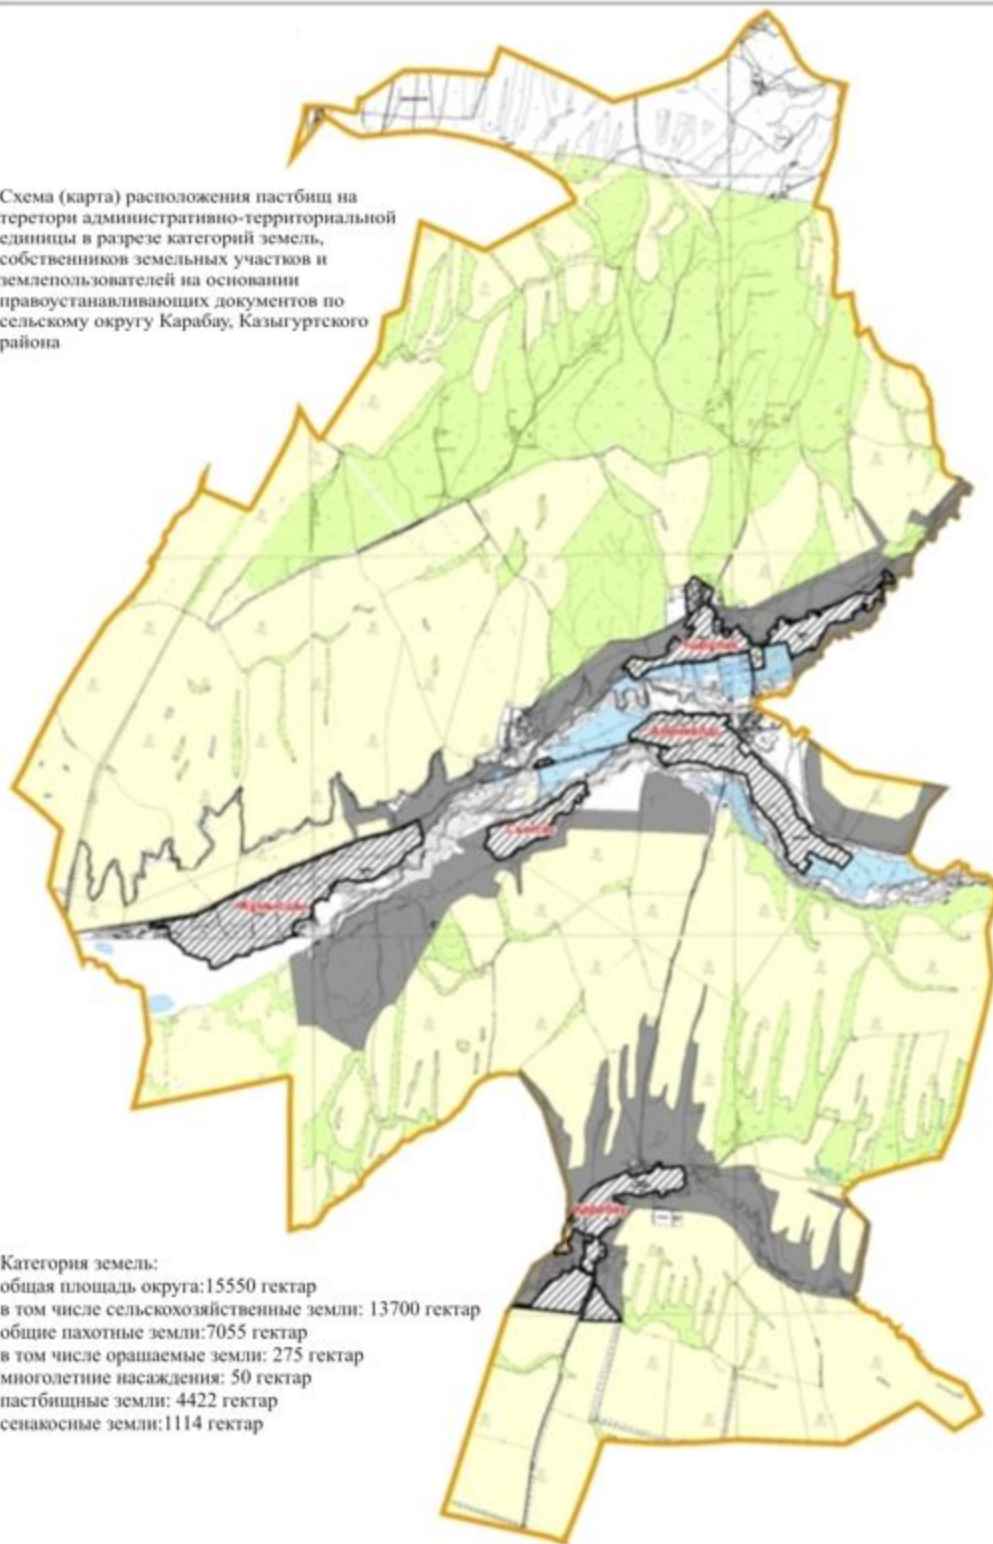 Схема (карта) расположения пастбищ на
теретори административно-территориальной
единицы в разрезе категорий земель,
собственников земельных участков и
землепользователей на основании
правоустанавливающих документов по
сельскому округу Карабау, Казыгуртского
района
Карабау
Категория земель:
общая площадь округа:15550 гектар
в том числе сельскохозяйственные земли: 13700 гектар
общие пахотные земли:7055 гектар
в том числе орашаемые земли: 275 гектар
многолетние насаждения: 50 гектар
пастбищные земли: 4422 гектар
сенакосные земли:1114 гектар